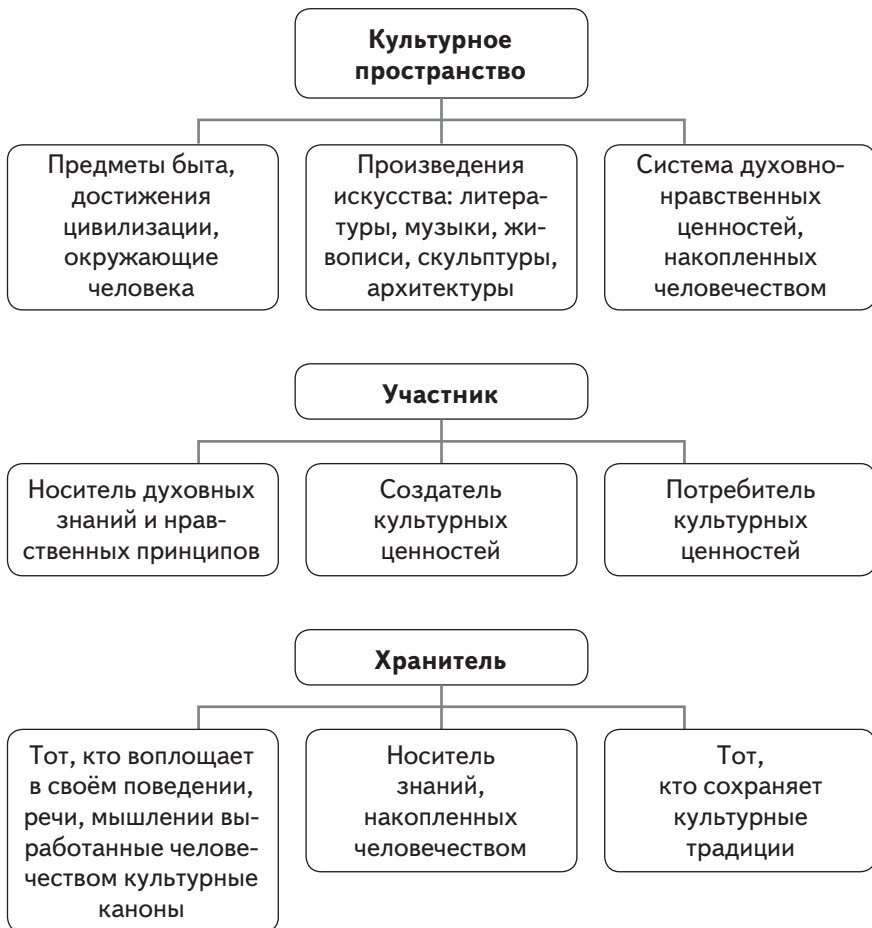 Культурное
пространство
Предметы быта,
достижения
цивилизации,
окружающие
человека
Произведения
искусства: литера-
туры, музыки, жи-
вописи, скульптуры,
архитектуры
Система духовно-
нравственных
ценностей,
накопленных
человечеством
Участник
Носитель духовных
знаний и нрав-
ственных принципов
Создатель
культурных
ценностей
Потребитель
культурных
ценностей
Хранитель
Тот, кто воплощает
в своём поведении,
речи, мышлении вы-
работанные челове-
чеством культурные
каноны
Носитель
знаний,
накопленных
человечеством
Тот,
кто сохраняет
культурные
традиции